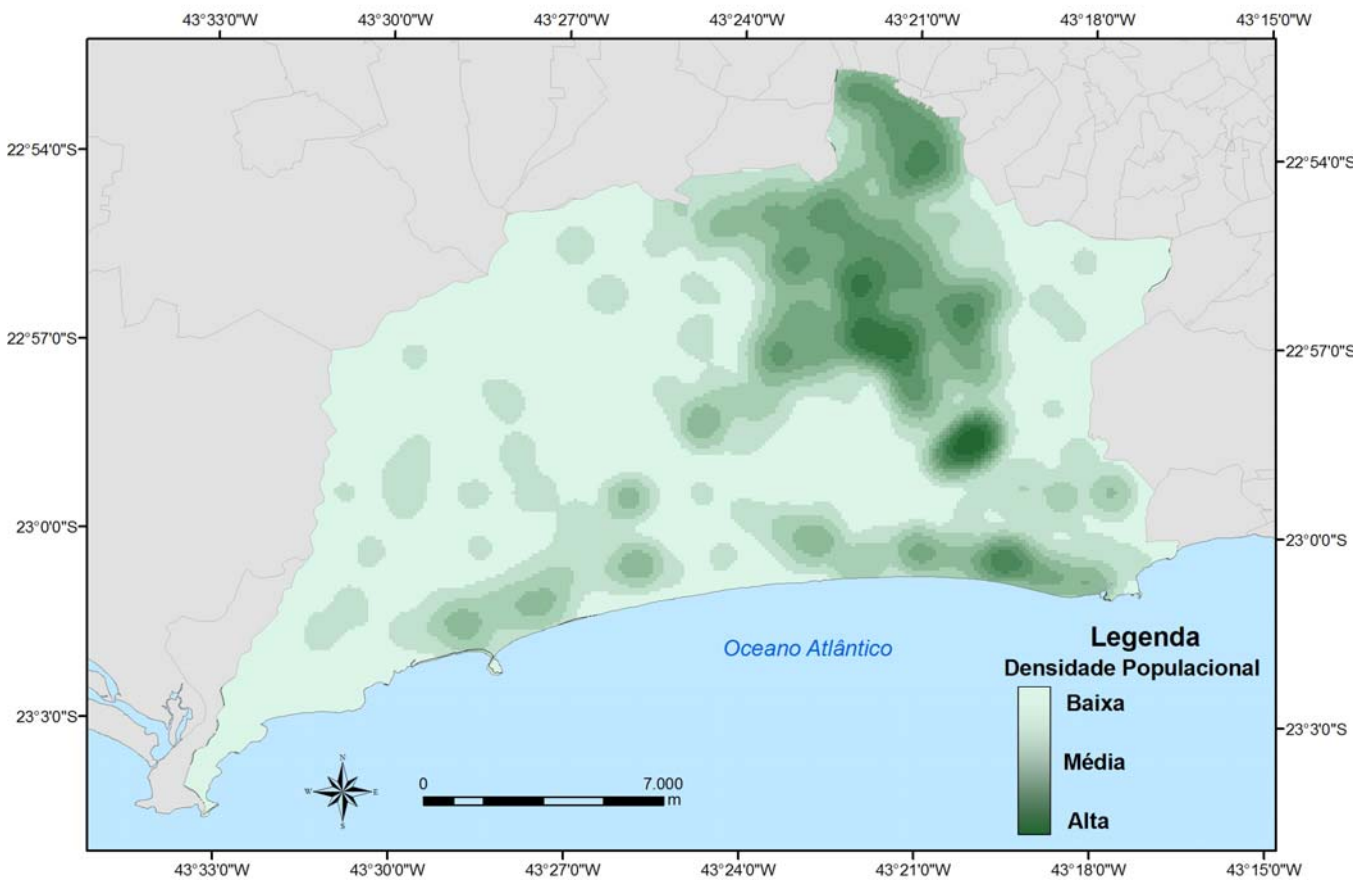 43°33'0"W 43°30'0"W 43°27'0"W 43°24'0"W 43°21'0"W 43°18'0"W 43°15'0"W
22°54'0"S 22°54'0"S
22°57'0"S 22°57'0"S
23°0'0"S 23°0'0"S
Oceano Atlântico
Legenda
Densidade Populacional
Baixa
Média
Alta
23°3'0"S 23°3'0"S
N
W E
S
0 7.000
m
43°33'0"W 43°30'0"W 43°27'0"W 43°24'0"W 43°21'0"W 43°18'0"W 43°15'0"W